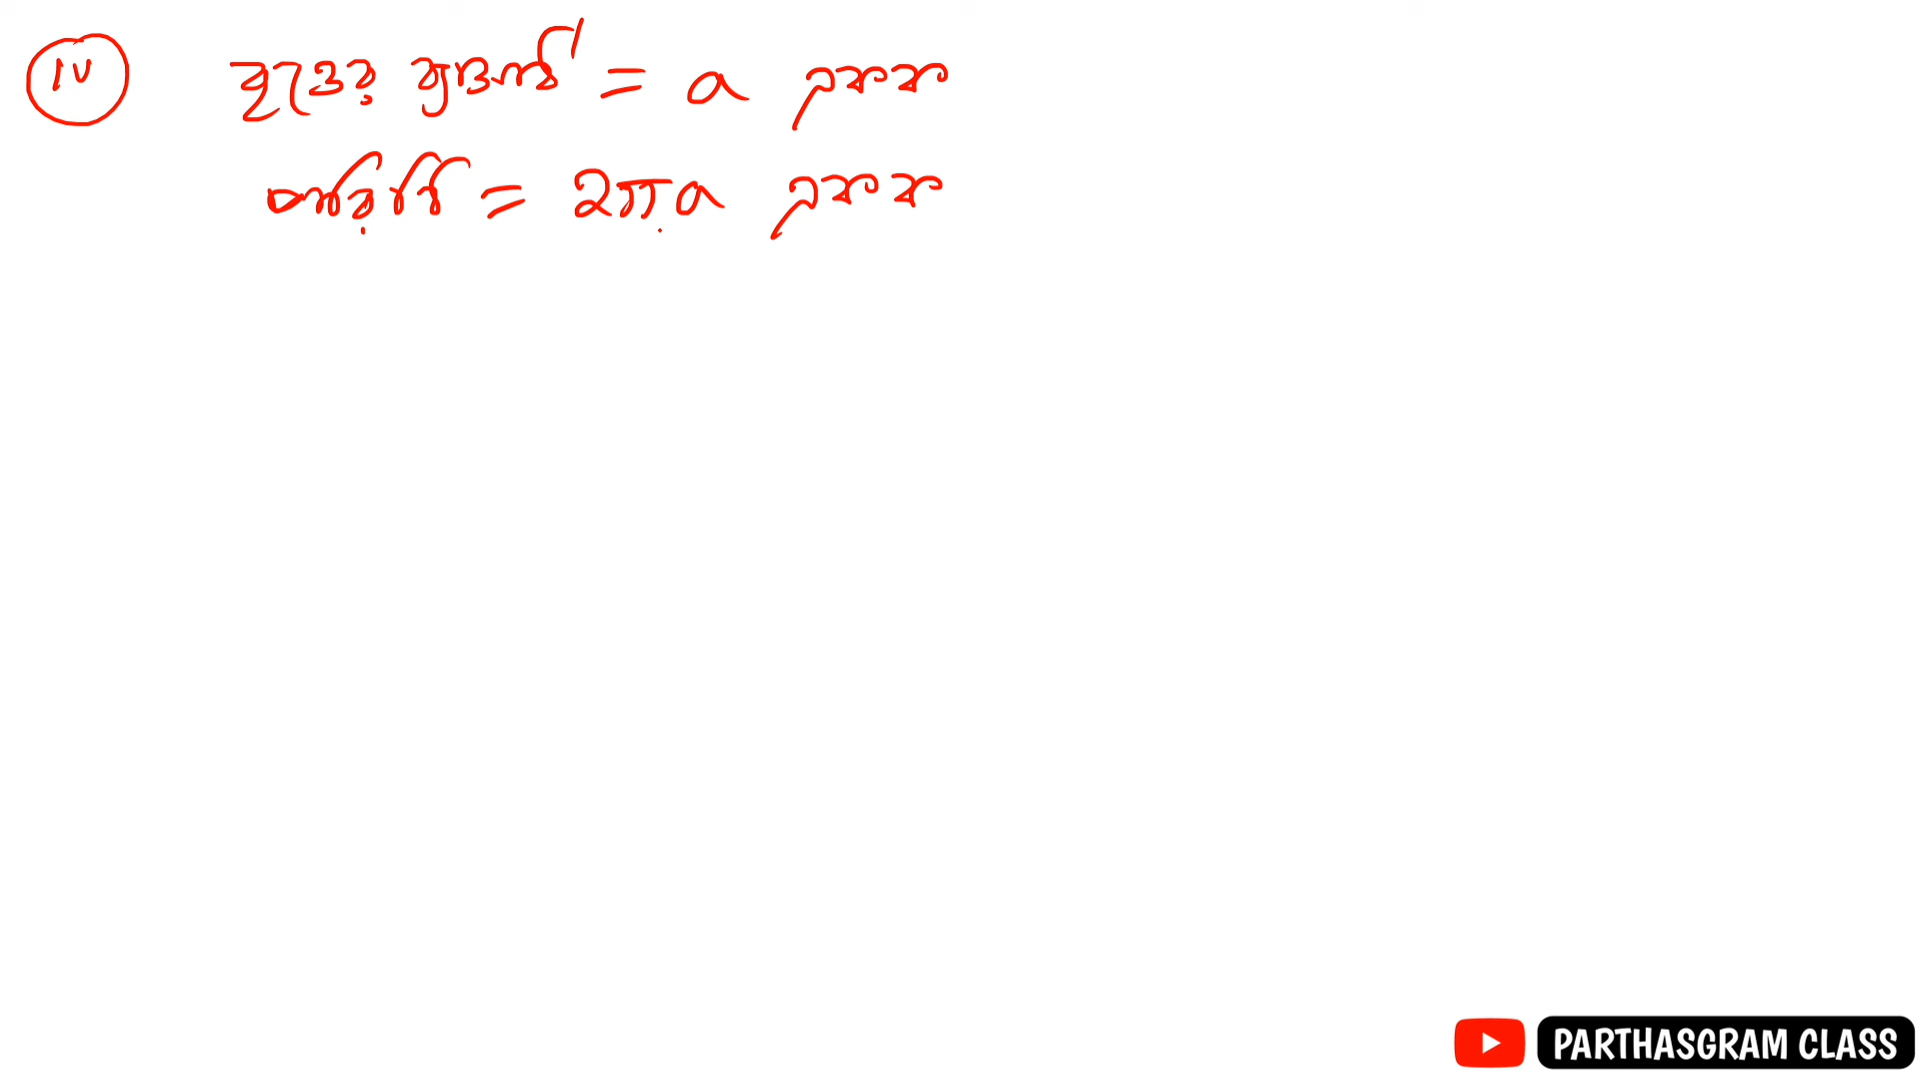 (iv) বৃত্তের ব্যাসার্ধ = a একক
পরিধি = 2πa একক
PARTHASGRAM CLASS